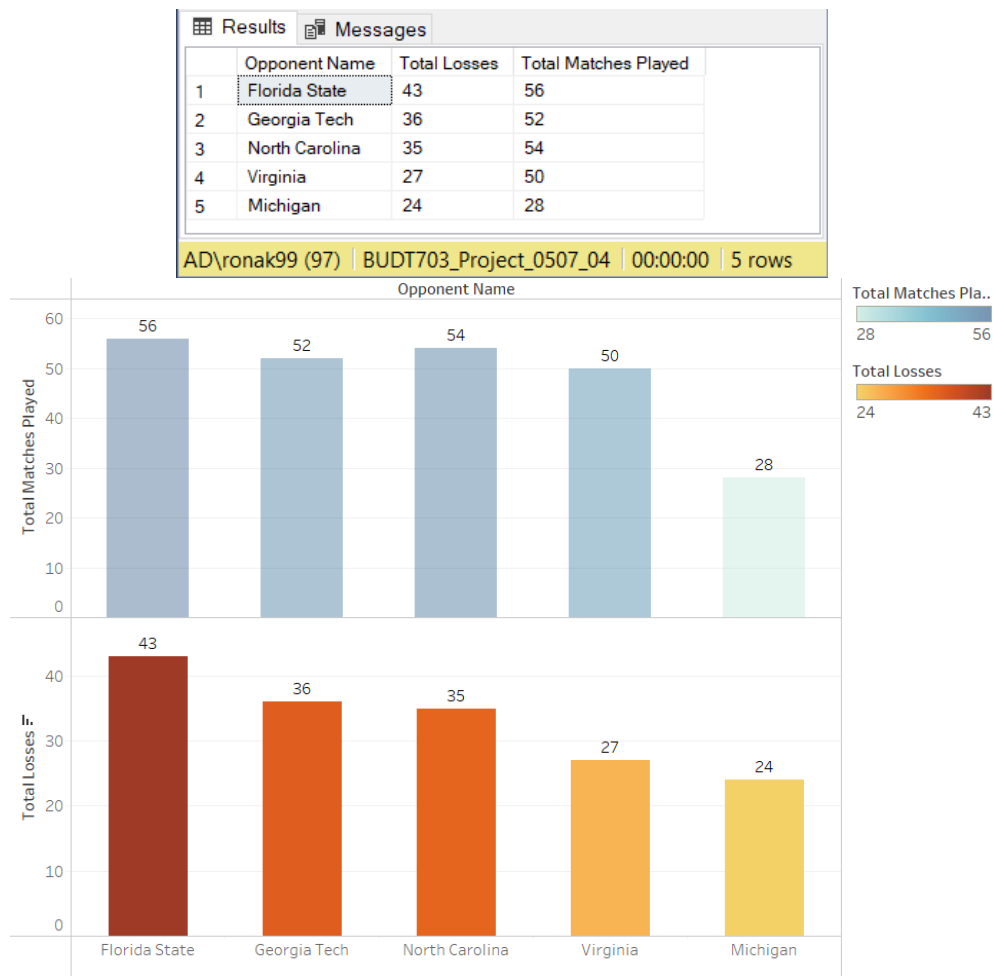 Results Messages
Opponent Name Total Losses Total Matches Played
1 Florida State 43 56
2 Georgia Tech 36 52
3 North Carolina 35 54
4 Virginia 27 50
5 Michigan 24 28
AD\ronak99 (97) BUDT703_Project_0507_04 00:00:00 5 rows
Opponent Name
Total Matches Played
60
50
40
30
20
10
0
56
52
54
50
28
Total Losses
40
30
20
10
0
43
36
35
27
24
Florida State Georgia Tech North Carolina Virginia Michigan
Total Matches Pla..
28 56
Total Losses
24 43